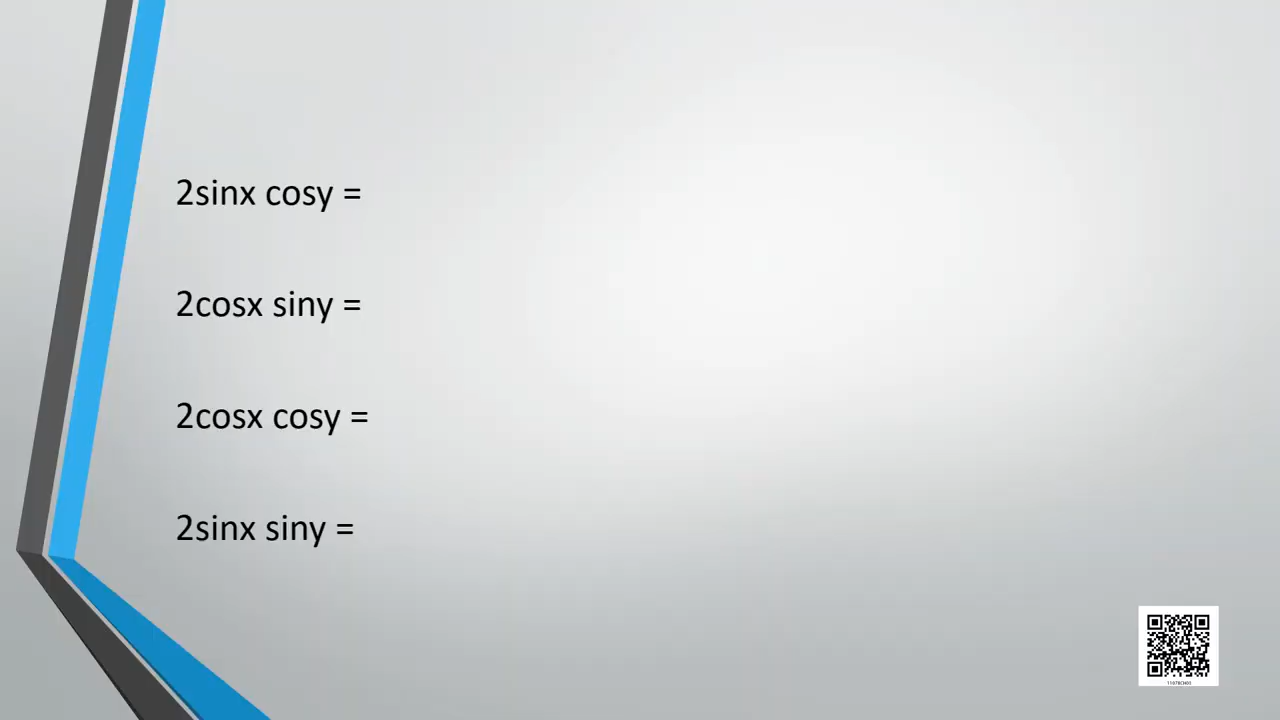 2sinx cosy =
2cosx siny =
2cosx cosy =
2sinx siny =